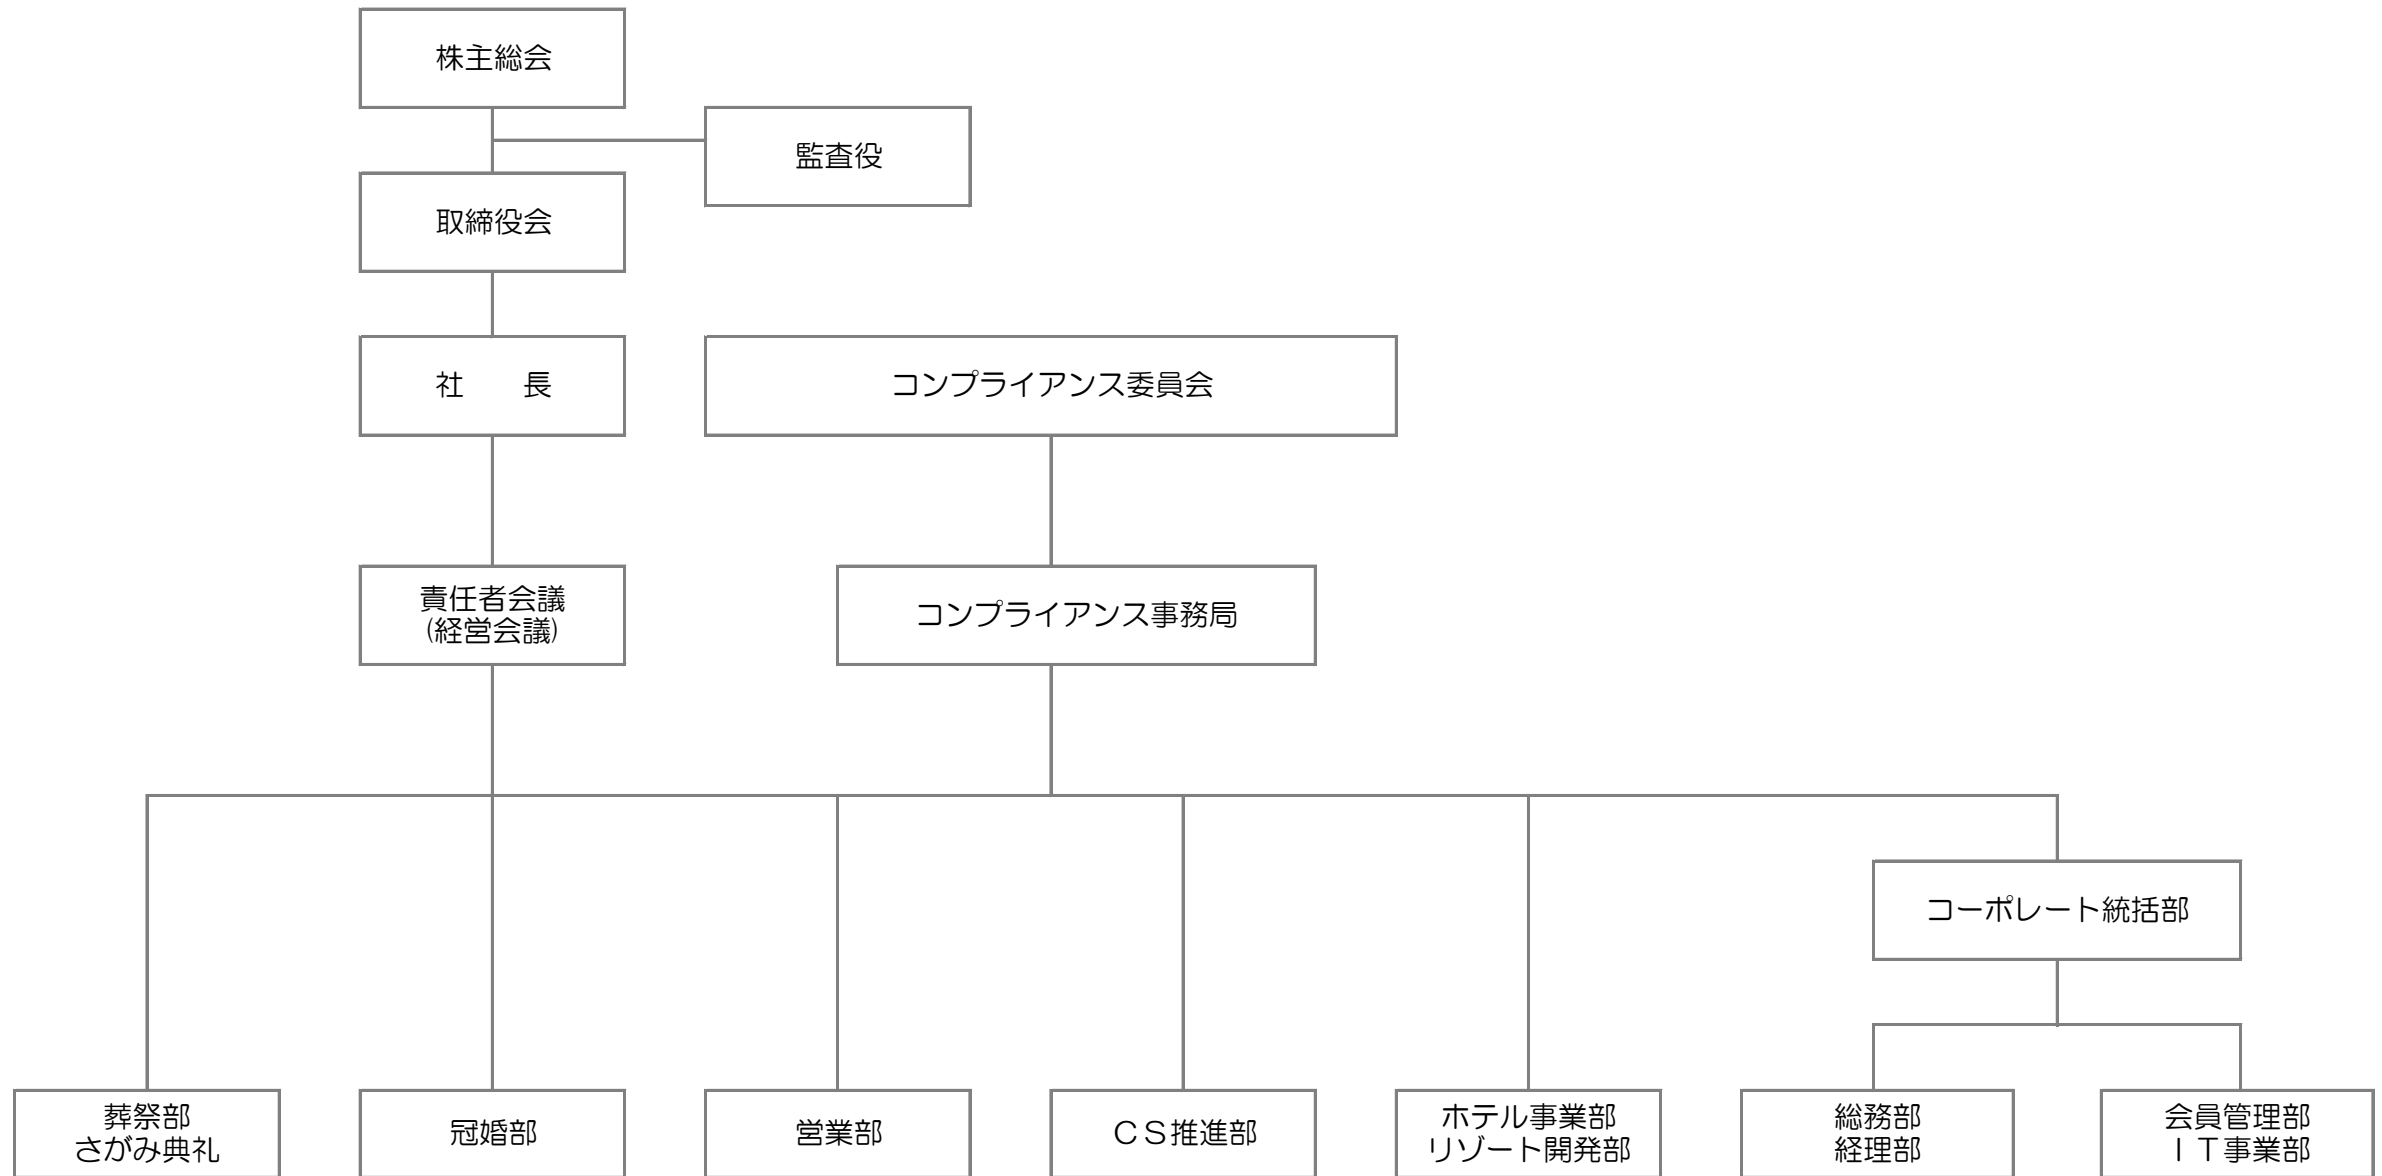 株主総会
監査役
取締役会
社　　長
コンプライアンス委員会
責任者会議
(経営会議)
コンプライアンス事務局
コーポレート統括部
葬祭部
さがみ典礼
冠婚部
営業部
ＣＳ推進部
ホテル事業部
リゾート開発部
総務部
経理部
会員管理部
ＩＴ事業部